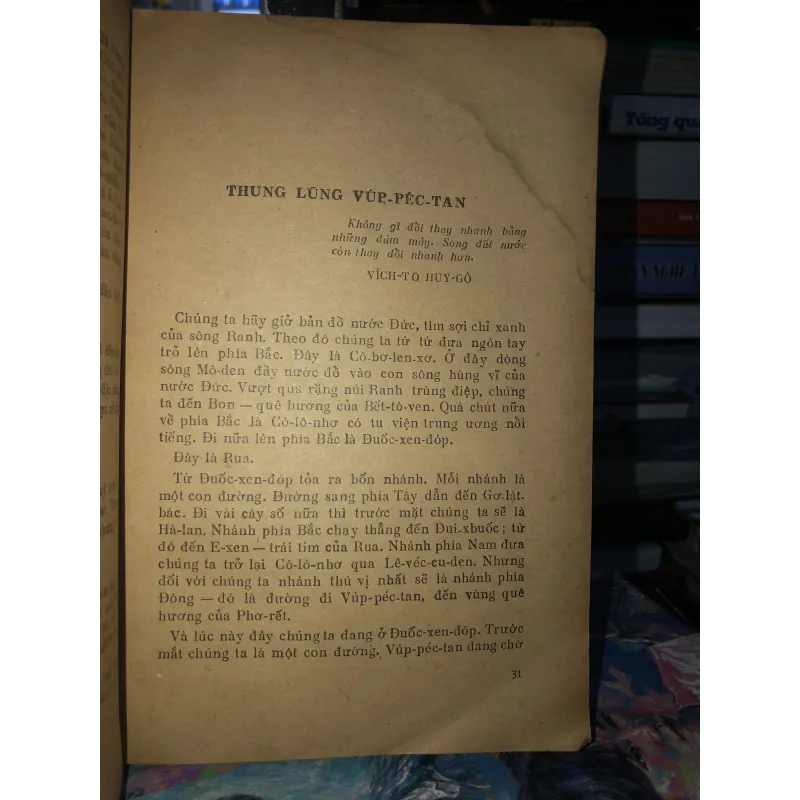 THUNG LŨNG VÚP-PÉC-TAN
Không gì đổi thay nhanh bằng
những đám mây. Song đất nước
còn thay đổi nhanh hơn.
VÍCH-TO HUY-GÔ
Chúng ta hãy giở bản đồ nước Đức, tìm sợi chỉ xanh
của sông Ranh. Theo đó chúng ta từ từ đưa ngón tay
trỏ lên phía Bắc. Đây là Cô-bơ-len-xơ. Ở đây dòng
sông Mô-den đầy nước đổ vào con sông hùng vĩ của
nước Đức. Vượt qua rặng núi Ranh trùng điệp, chúng
ta đến Bon — quê hương của Bết-tô-ven. Quá chút nữa
về phía Bắc là Cô-lô-nhơ có tu viện trung ương nổi
tiếng. Đi nữa lên phía Bắc là Đuốc-xen-đóp.
Đây là Rua.
Từ Đuốc-xen-đóp tỏa ra bốn nhánh. Mỗi nhánh là
một con đường. Đường sang phía Tây dẫn đến Gơ-lát-
bác. Đi vài cây số nữa thì trước mặt chúng ta sẽ là
Hà-lan. Nhánh phía Bắc chạy thẳng đến Đui-xbuốc; từ
đó đến E-xen — trái tim của Rua. Nhánh phía Nam đưa
chúng ta trở lại Cô-lô-nhơ qua Lê-véc-cu-den. Nhưng
đối với chúng ta nhánh thú vị nhất sẽ là nhánh phía
Đông — đó là đường đi Vúp-péc-tan, đến vùng quê
hương của Phơ-rết.
Và lúc này đây chúng ta đang ở Đuốc-xen-đóp. Trước
mắt chúng ta là một con đường. Vúp-péc-tan đang chờ
31
Tổng qua